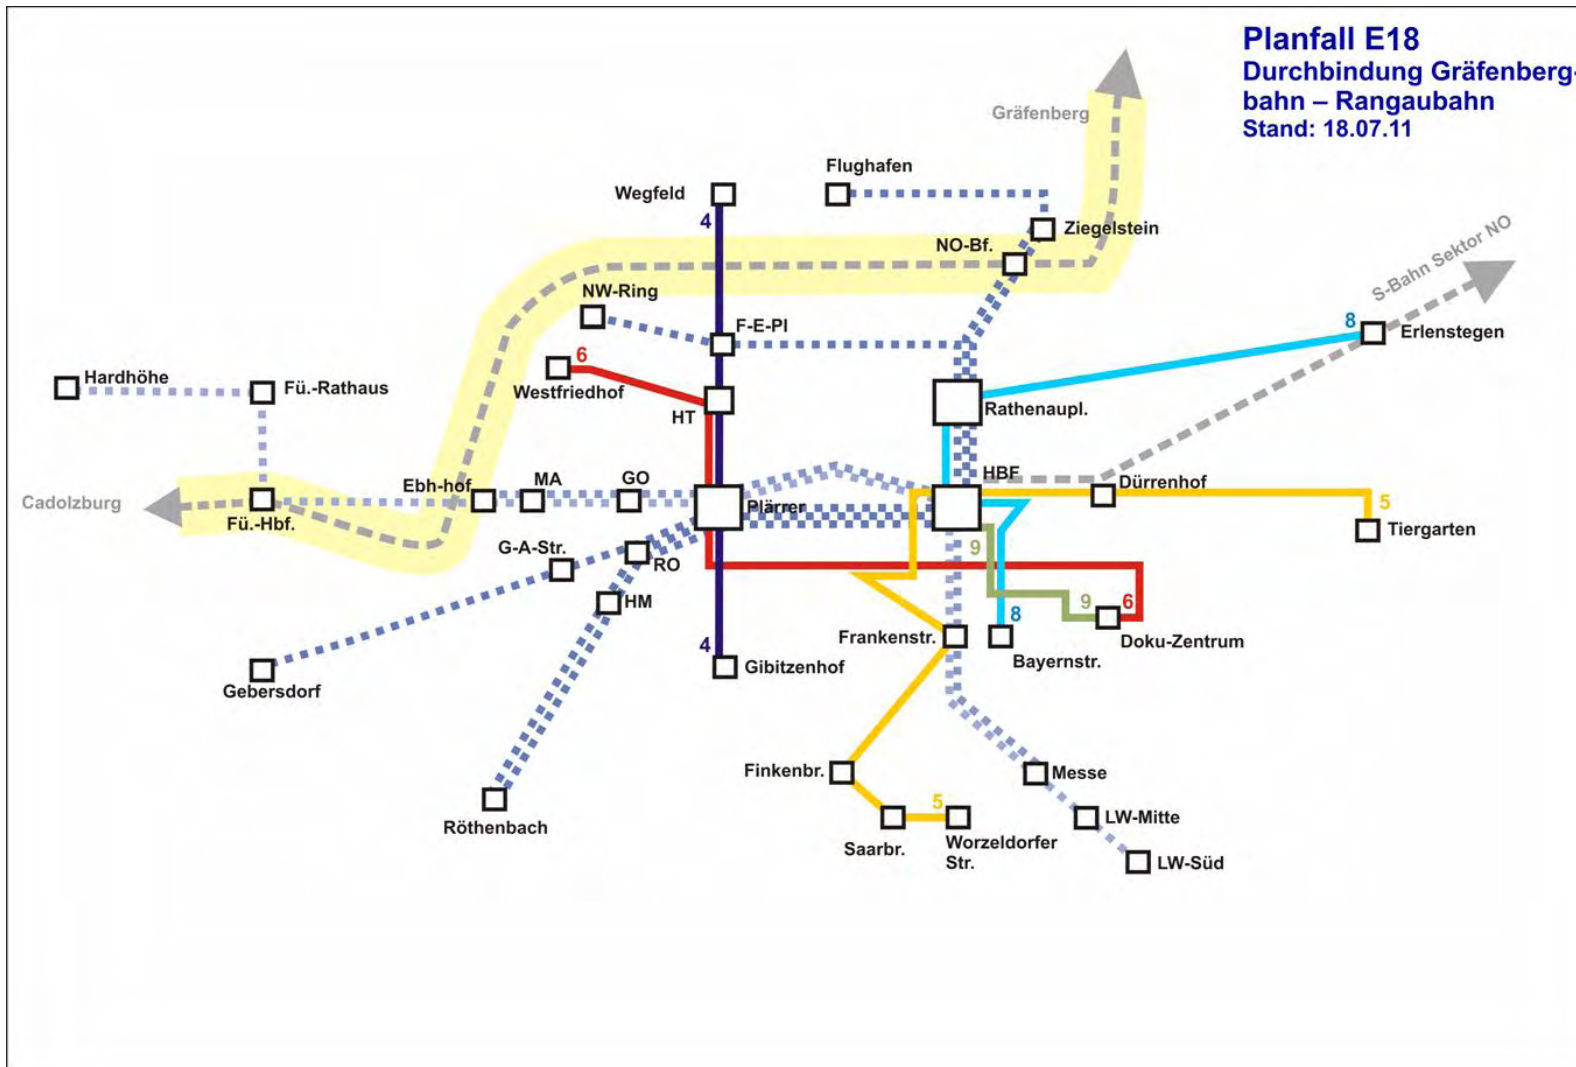 Planfall E18
Durchbindung Gräfenberg-
bahn – Rangaubahn
Stand: 18.07.11
Gräfenberg
Flughafen
Wegfeld
4
Ziegelstein
NO-Bf.
S-Bahn Sektor NO
NW-Ring
F-E-Pl
8
Erlenstegen
6
Westfriedhof
Hardhöhe
Fü.-Rathaus
HT
Rathenaupl.
HBF
Ebh-hof
MA
GO
Dürrenhof
Cadolzburg
Fü.-Hbf.
Plärrer
5
Tiergarten
G-A-Str.
RO
9
HM
9
6
8
Frankenstr.
Bayernstr.
Doku-Zentrum
4
Gibitzenhof
Gebersdorf
Finkenbr.
Messe
5
Röthenbach
Saarbr.
Worzeldorfer
Str.
LW-Mitte
LW-Süd